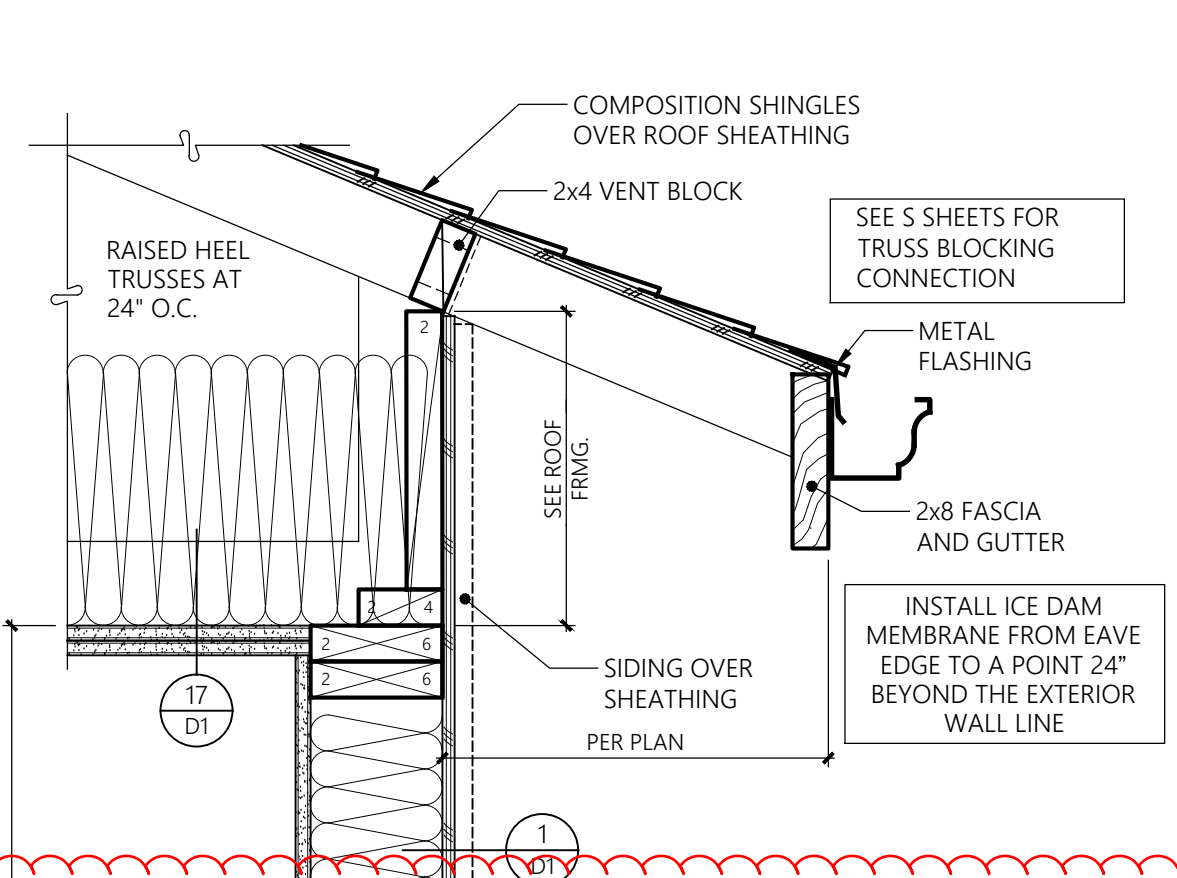 COMPOSITION SHINGLES
OVER ROOF SHEATHING
2x4 VENT BLOCK
SEE S SHEETS FOR
TRUSS BLOCKING
CONNECTION
RAISED HEEL
TRUSSES AT
24" O.C.
METAL
FLASHING
2
SEE ROOF
FRMG.
2x8 FASCIA
AND GUTTER
2 4
2 6
2 6
INSTALL ICE DAM
MEMBRANE FROM EAVE
EDGE TO A POINT 24”
BEYOND THE EXTERIOR
WALL LINE
SIDING OVER
SHEATHING
17
D1
PER PLAN
1
D1